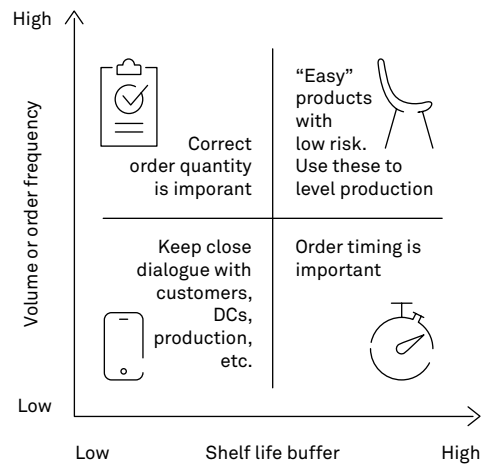 High
Volume or order frequency
Low
Correct
order quantity
is imporant
“Easy”
products
with
low risk.
Use these to
level production
Keep close
dialogue with
customers,
DCs,
production,
etc.
Order timing is
important
Low
Shelf life buffer
High